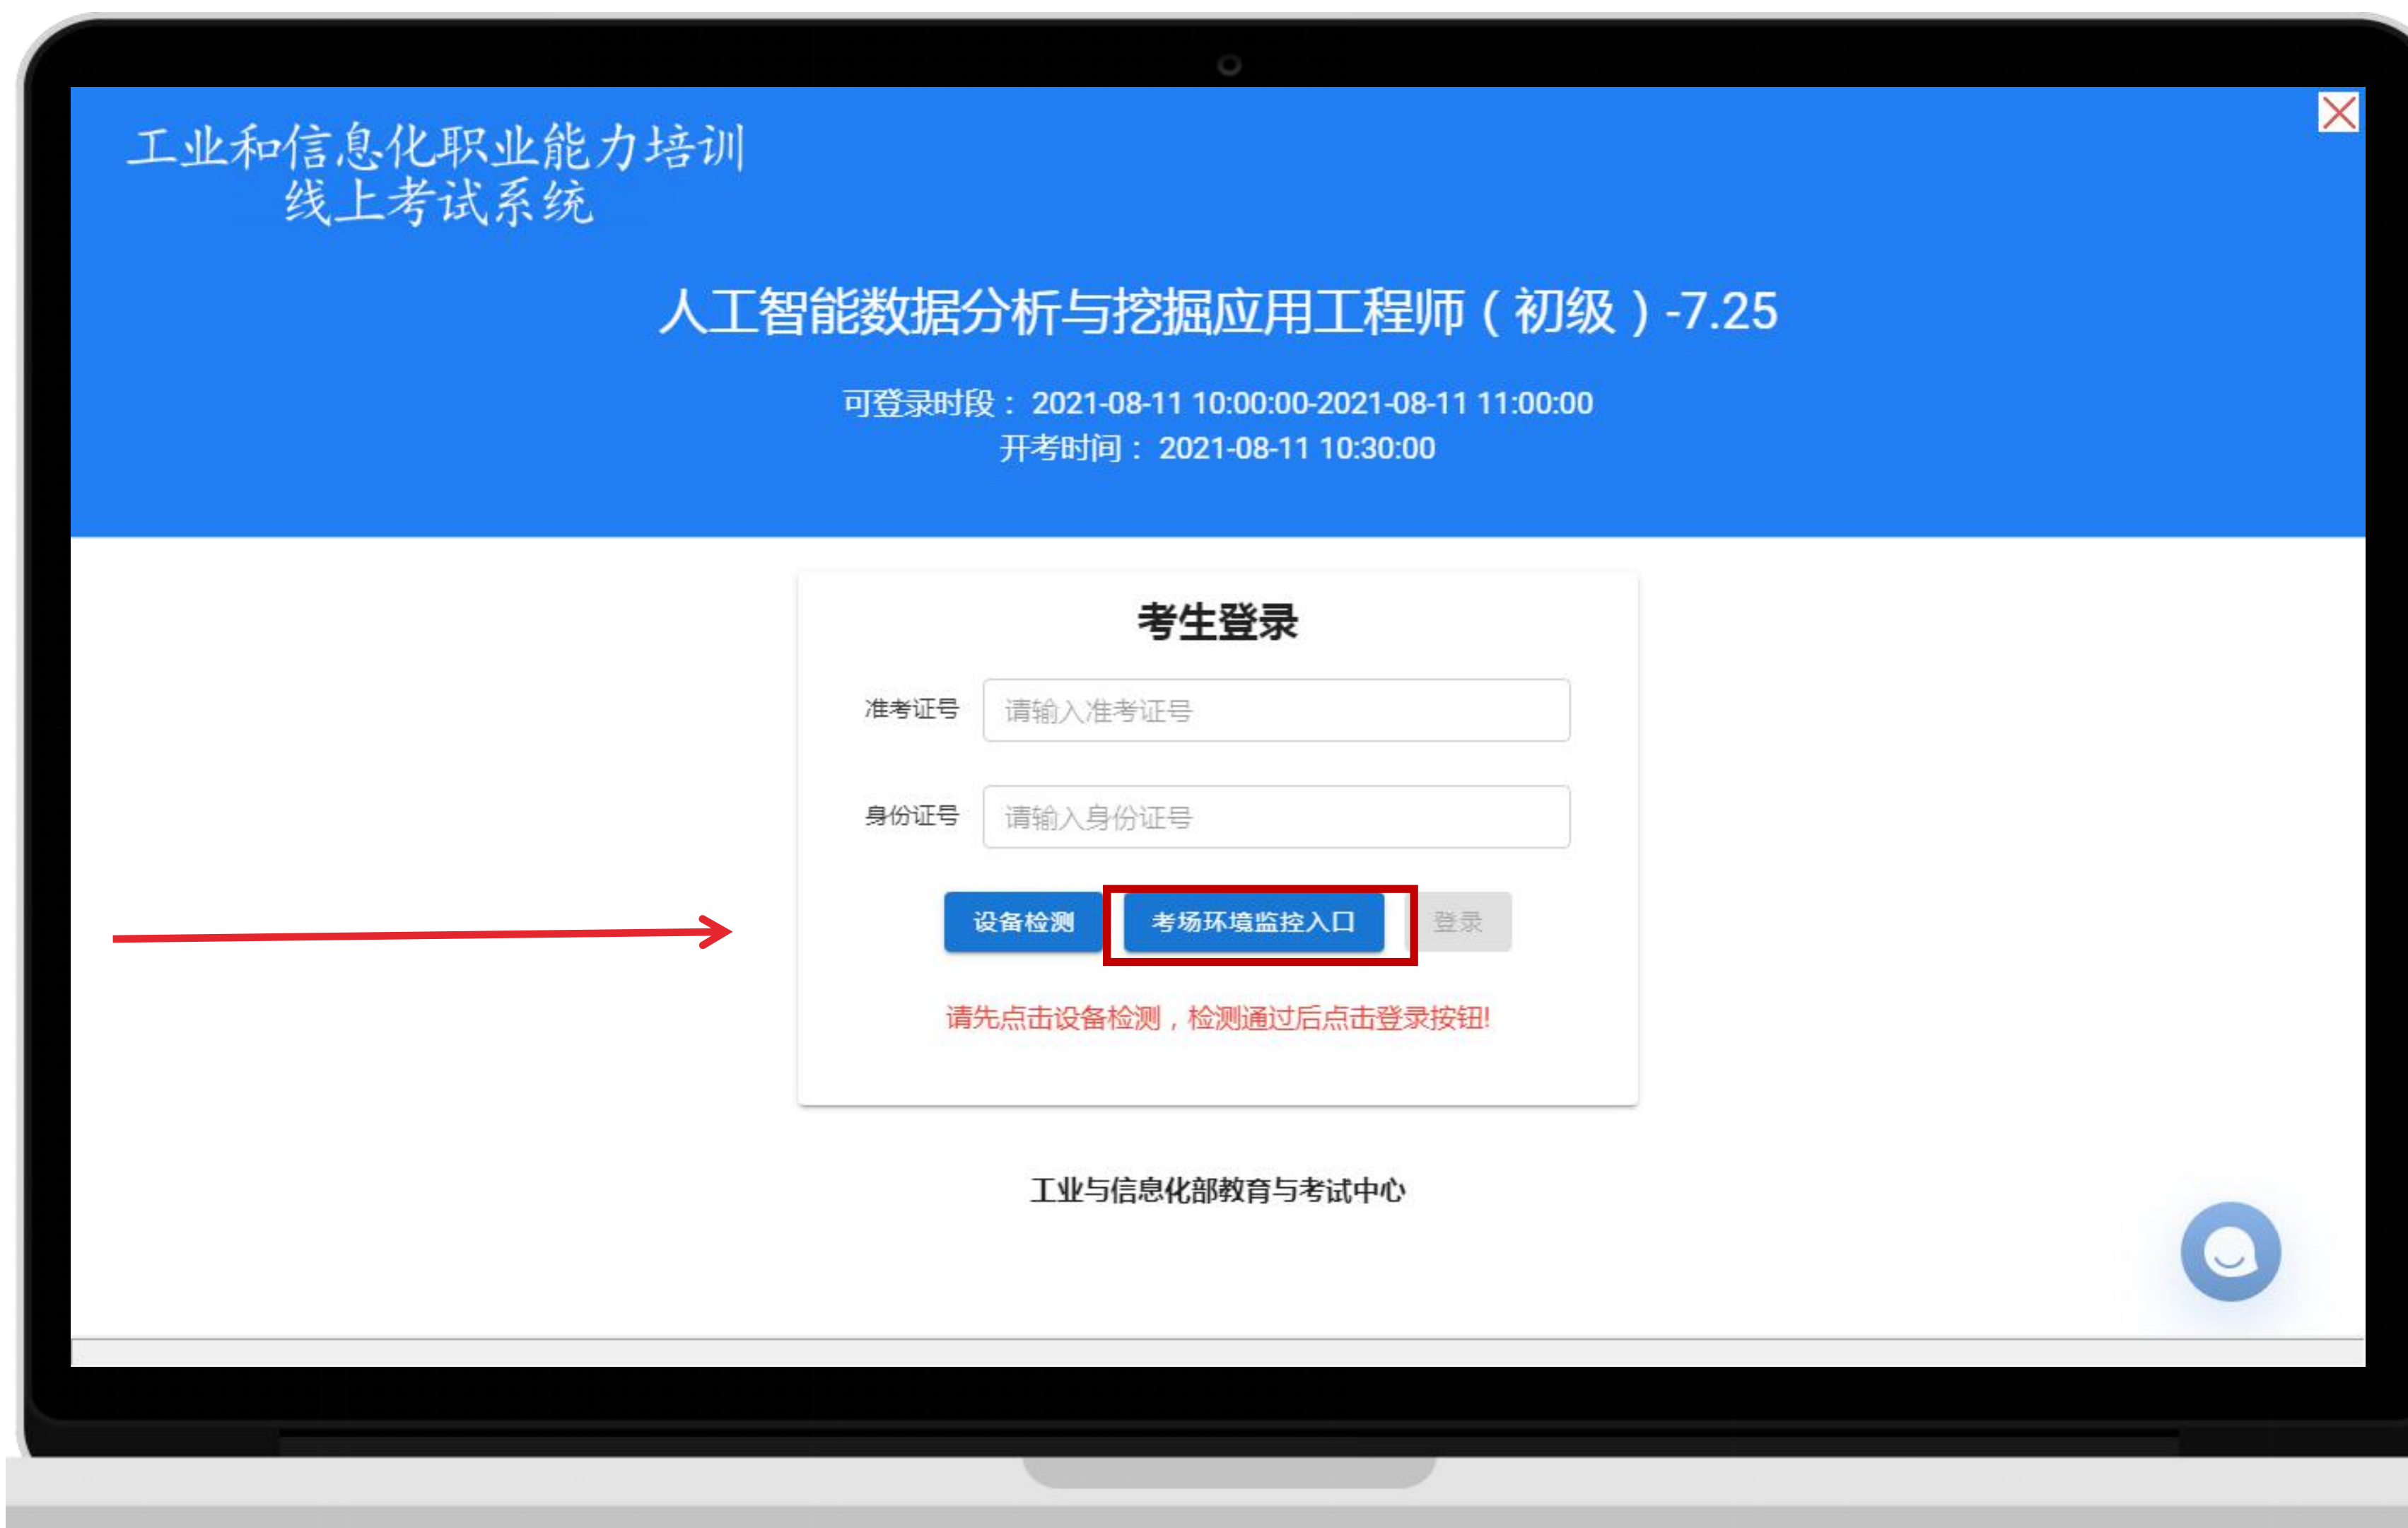 工业和信息化职业能力培训
线上考试系统
人工智能数据分析与挖掘应用工程师（初级）-7.25
可登录时段： 2021-08-11 10:00:00-2021-08-11 11:00:00
开考时间： 2021-08-11 10:30:00
考生登录
准考证号 请输入准考证号
身份证号 请输入身份证号
设备检测 考场环境监控入口 登录
请先点击设备检测，检测通过后点击登录按钮!
工业与信息化部教育与考试中心